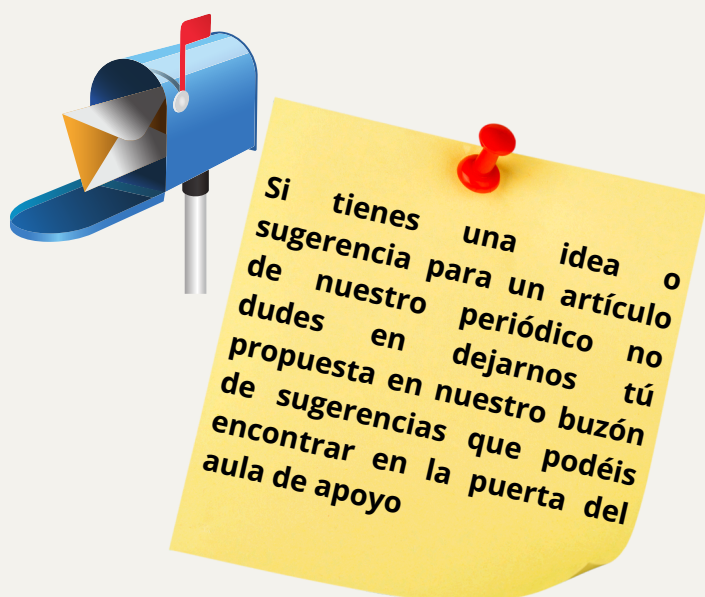 Si tienes una idea o
sugerencia para un artículo
de nuestro periódico no
dudes en dejarnos tú
propuesta en nuestro buzón
de sugerencias que podéis
encontrar en la puerta del
aula de apoyo